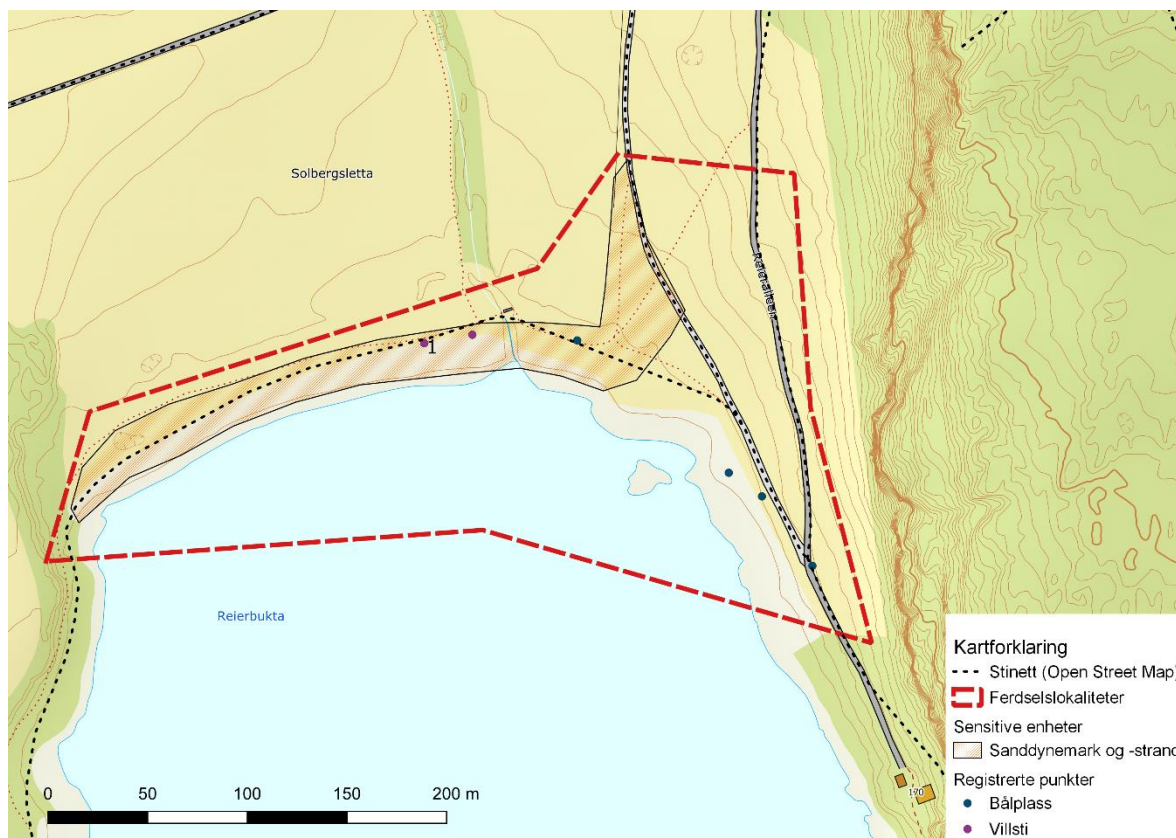 Solbergsletta
Reieralleen
1
Reierbukta
0 50 100 150 200 m
170
Kartforklaring
Stinett (Open Street Map)
Ferdselslokaliteter
Sensitive enheter
Sanddynemark og -strand
Registrerte punkter
Bålplass
Villsti